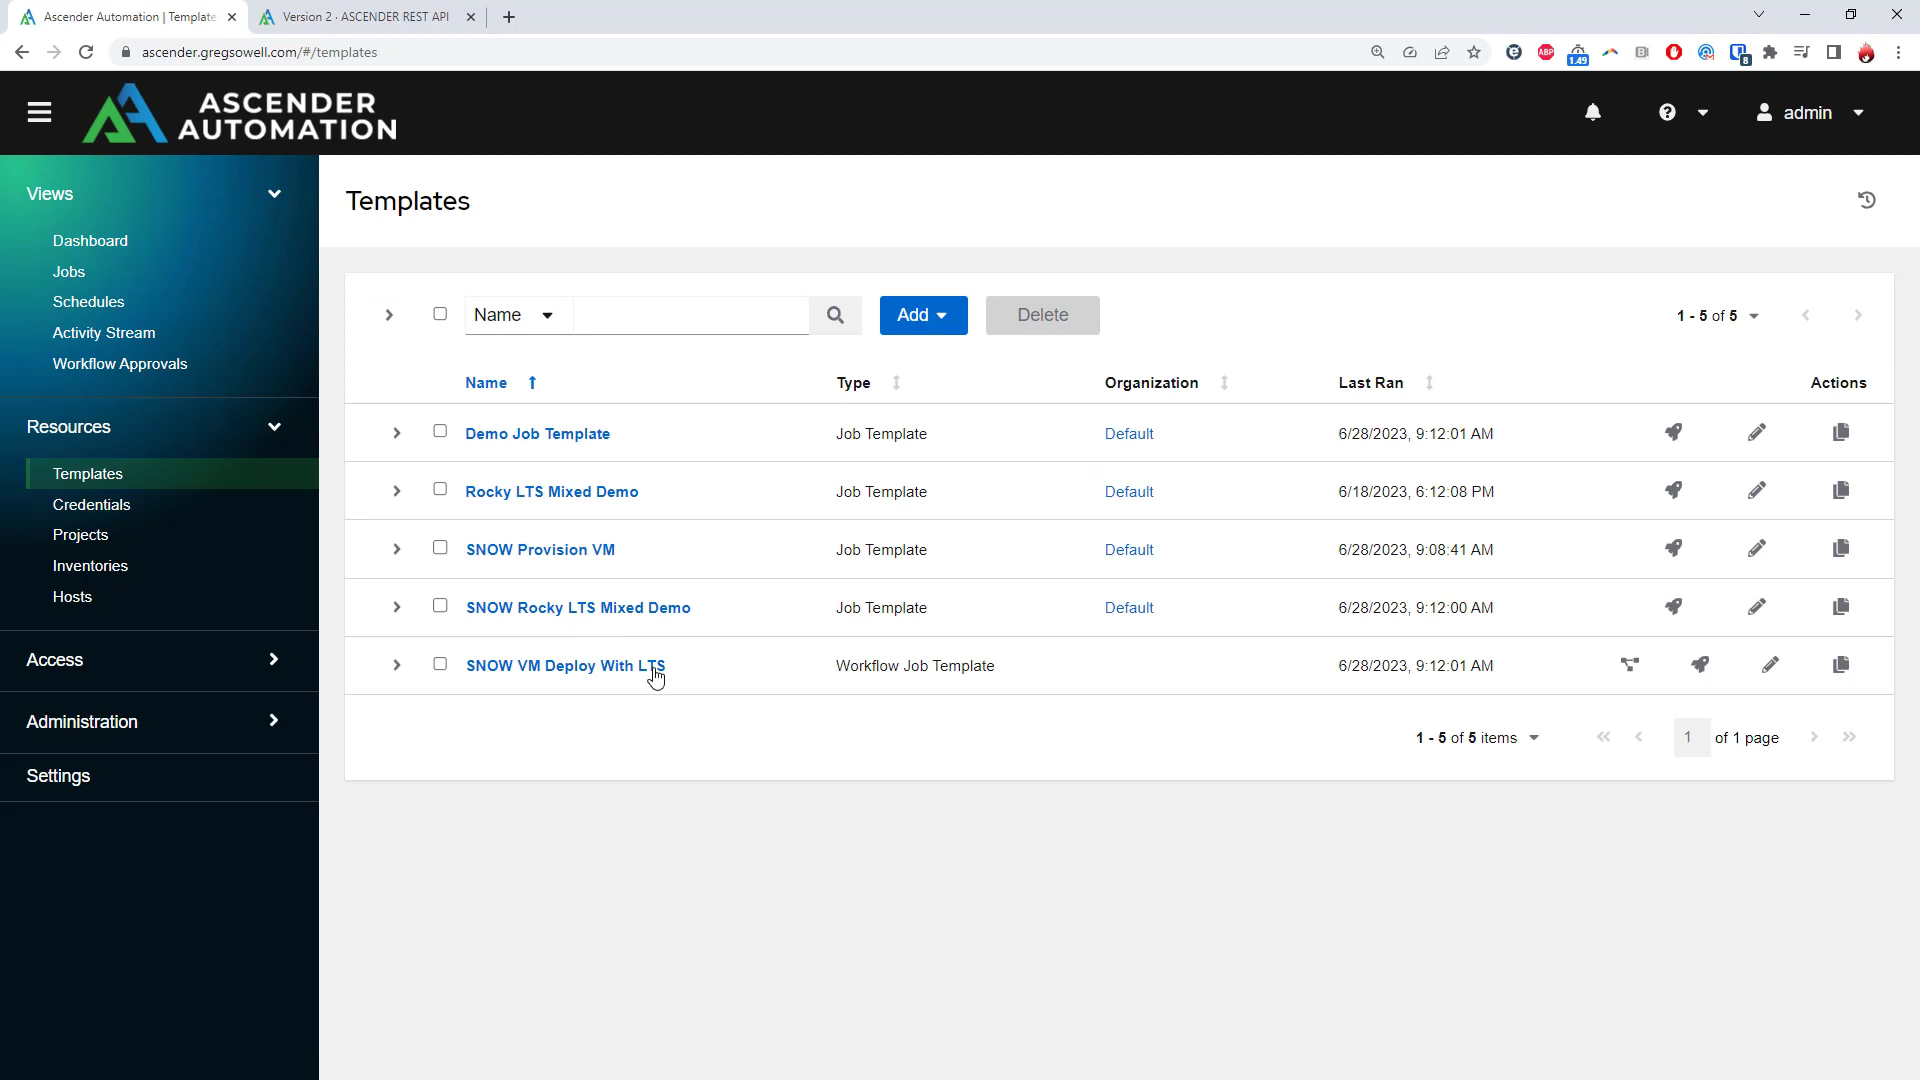 Ascender Automation | Template
Version 2 · ASCENDER REST API
ascender.gregsowell.com/#/templates
ABP
1.49
8
ASCENDER
AUTOMATION
admin
Views
Dashboard
Jobs
Schedules
Activity Stream
Workflow Approvals
Resources
Templates
Credentials
Projects
Inventories
Hosts
Access
Administration
Settings
Templates
Name
Add
Delete
1 - 5 of 5
Name Type Organization Last Ran Actions
Demo Job Template Job Template Default 6/28/2023, 9:12:01 AM
Rocky LTS Mixed Demo Job Template Default 6/18/2023, 6:12:08 PM
SNOW Provision VM Job Template Default 6/28/2023, 9:08:41 AM
SNOW Rocky LTS Mixed Demo Job Template Default 6/28/2023, 9:12:00 AM
SNOW VM Deploy With LTS Workflow Job Template 6/28/2023, 9:12:01 AM
1 - 5 of 5 items
1 of 1 page